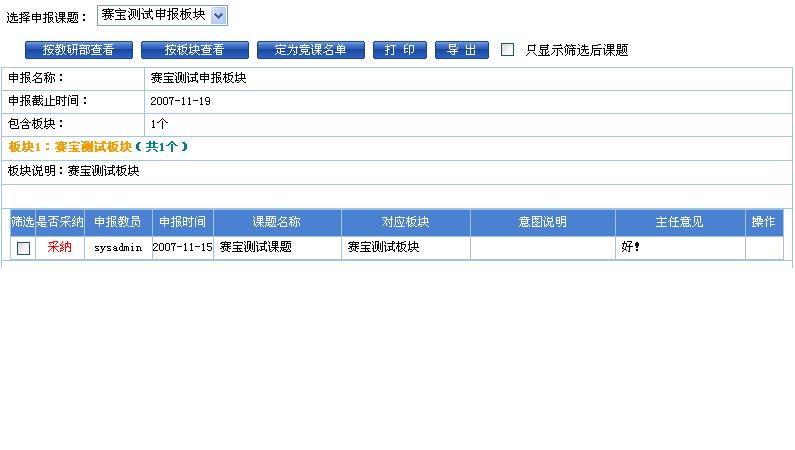 选择申报课题： 赛宝测试申报板块
按教研部查看 按板块查看 定为竞课名单 打 印 导 出 只显示筛选后课题
申报名称： 赛宝测试申报板块
申报截止时间： 2007-11-19
包含板块： 1个
板块1：赛宝测试板块（共1个）
板块说明：赛宝测试板块
筛选 是否采纳 申报教员 申报时间 课题名称 对应板块 意图说明 主任意见 操作
采纳 sysadmin 2007-11-15 赛宝测试课题 赛宝测试板块 好！